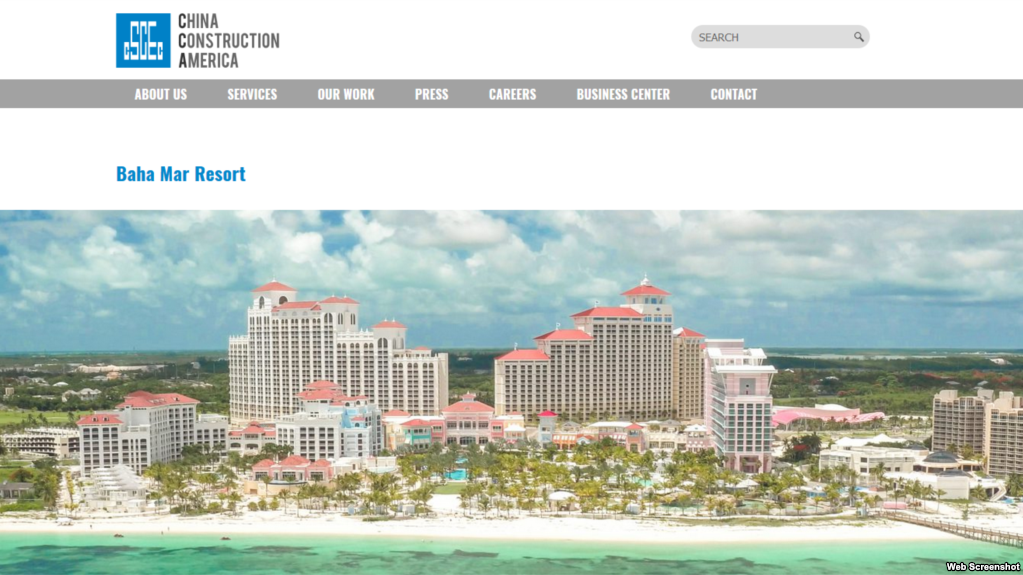 CSCEC
CHINA
CONSTRUCTION
AMERICA
SEARCH
ABOUT US SERVICES OUR WORK PRESS CAREERS BUSINESS CENTER CONTACT
Baha Mar Resort
Web Screenshot